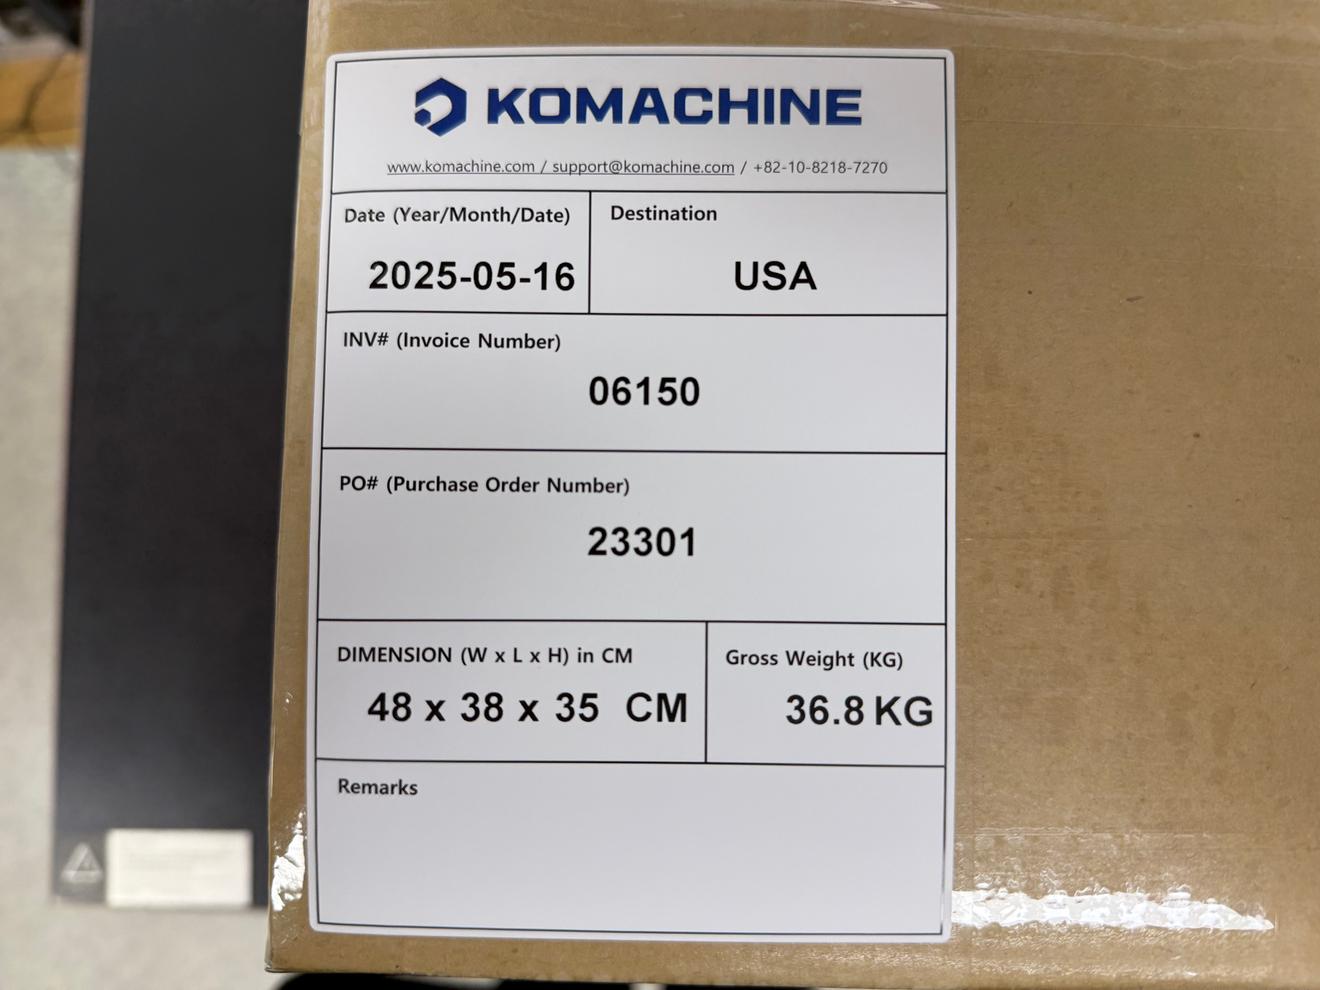 KOMACHINE
www.komachine.com / support@komachine.com / +82-10-8218-7270
Date (Year/Month/Date)
2025-05-16
Destination
USA
INV# (Invoice Number)
06150
PO# (Purchase Order Number)
23301
DIMENSION (W x L x H) in CM
48 x 38 x 35 CM
Gross Weight (KG)
36.8 KG
Remarks